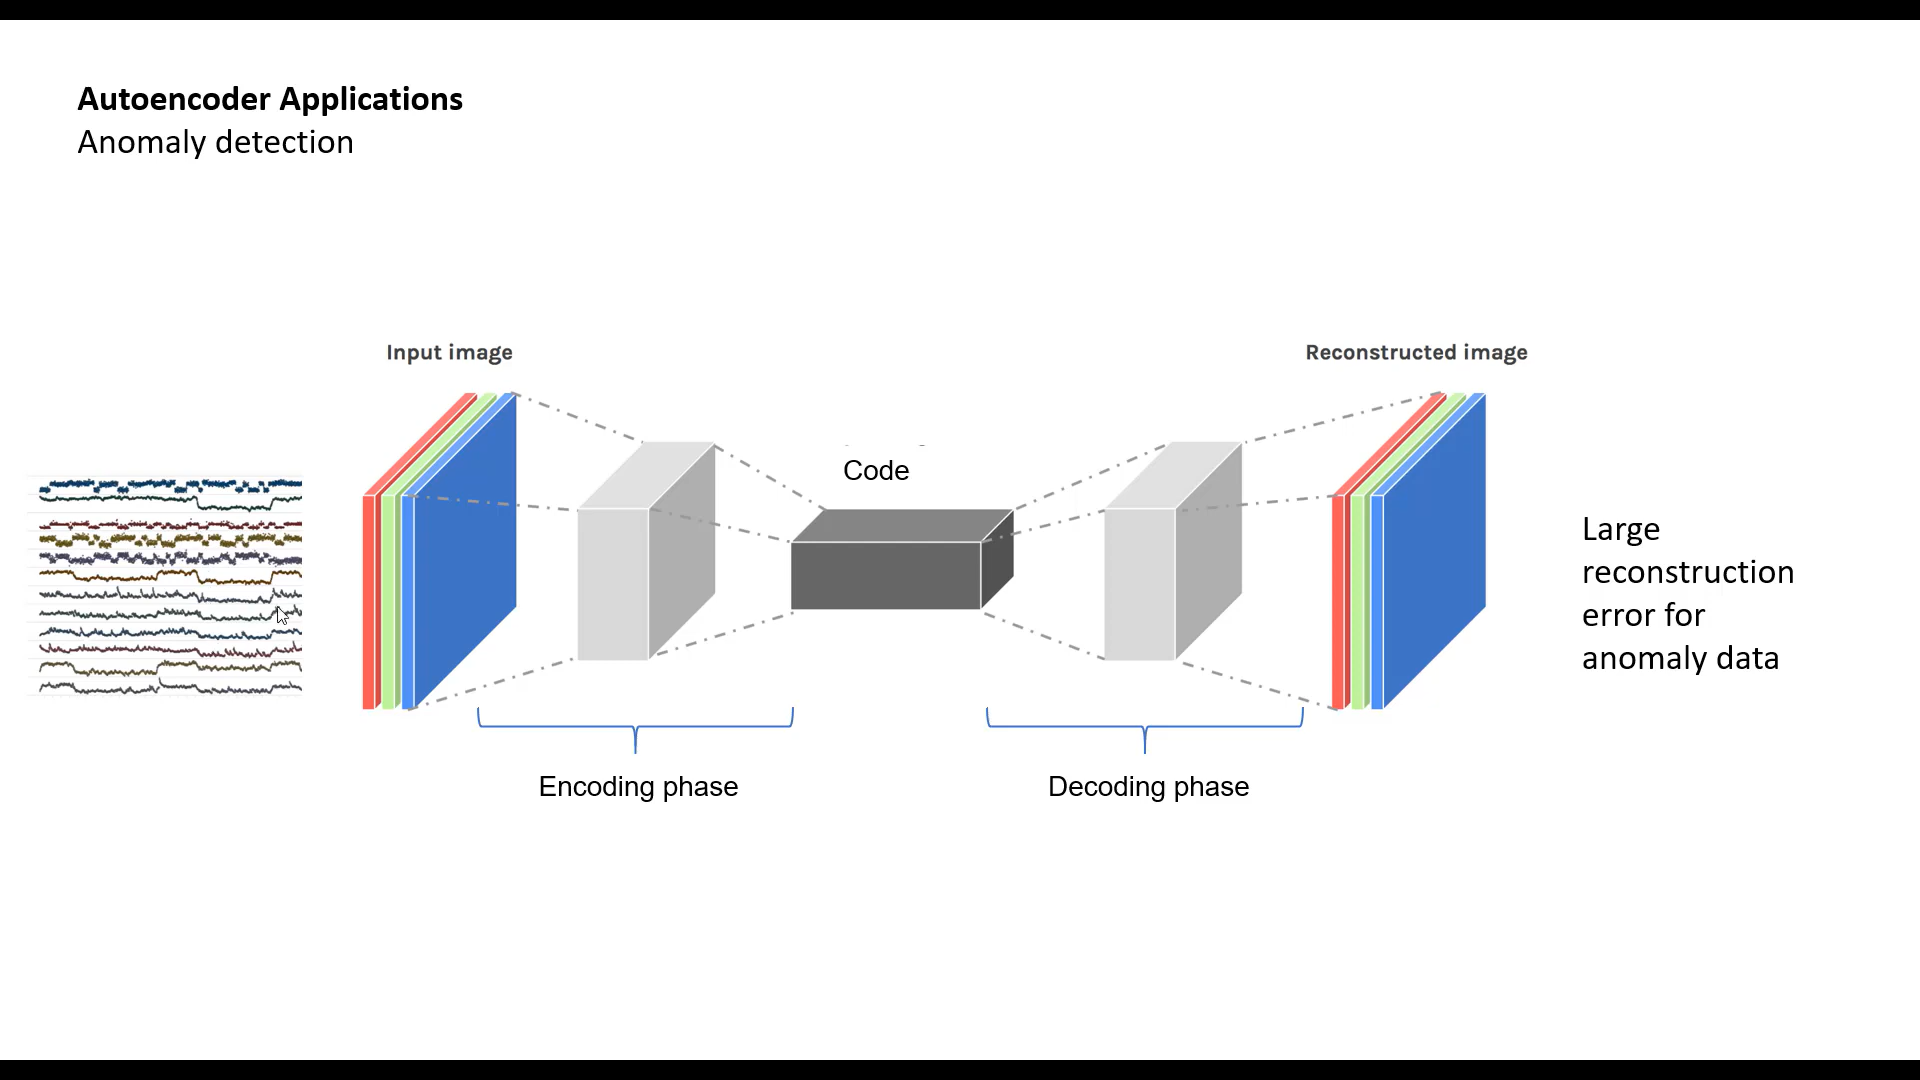 Autoencoder Applications
Anomaly detection
Input image
Reconstructed image
Code
Large
reconstruction
error for
anomaly data
Encoding phase
Decoding phase